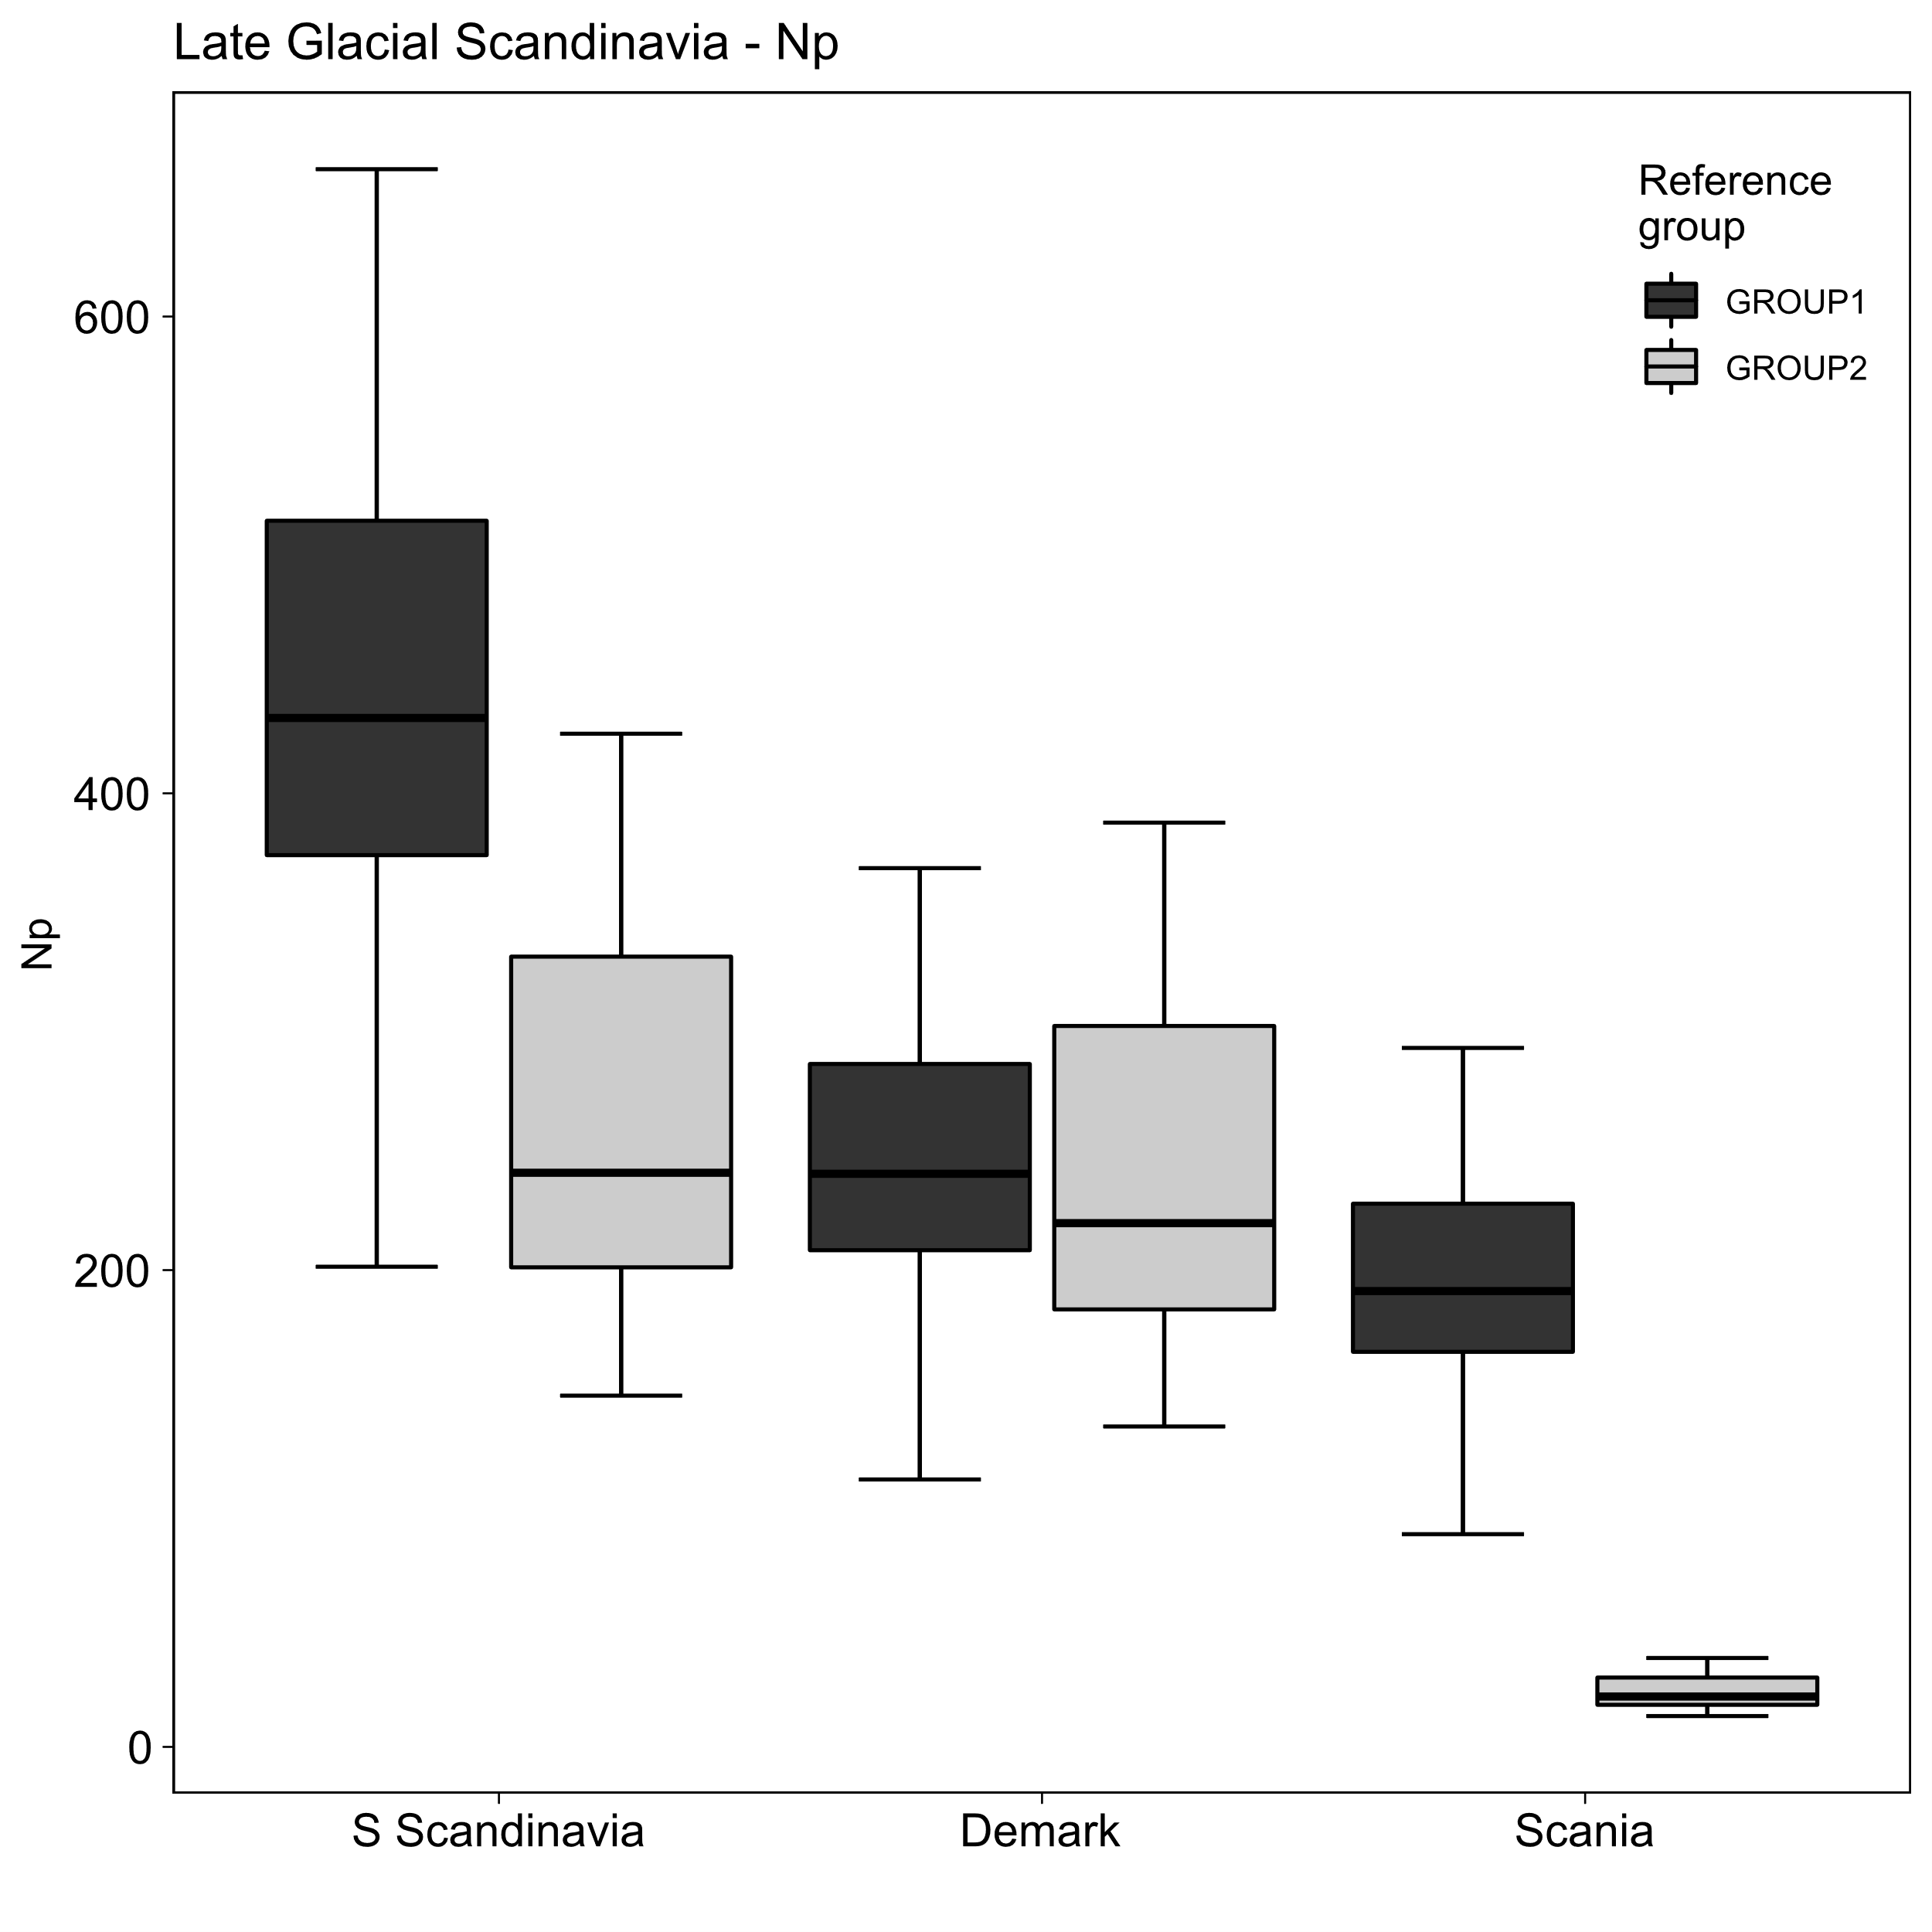 Late Glacial Scandinavia - Np
Reference
group
GROUP1
GROUP2
Np
600
400
200
0
S Scandinavia
Demark
Scania